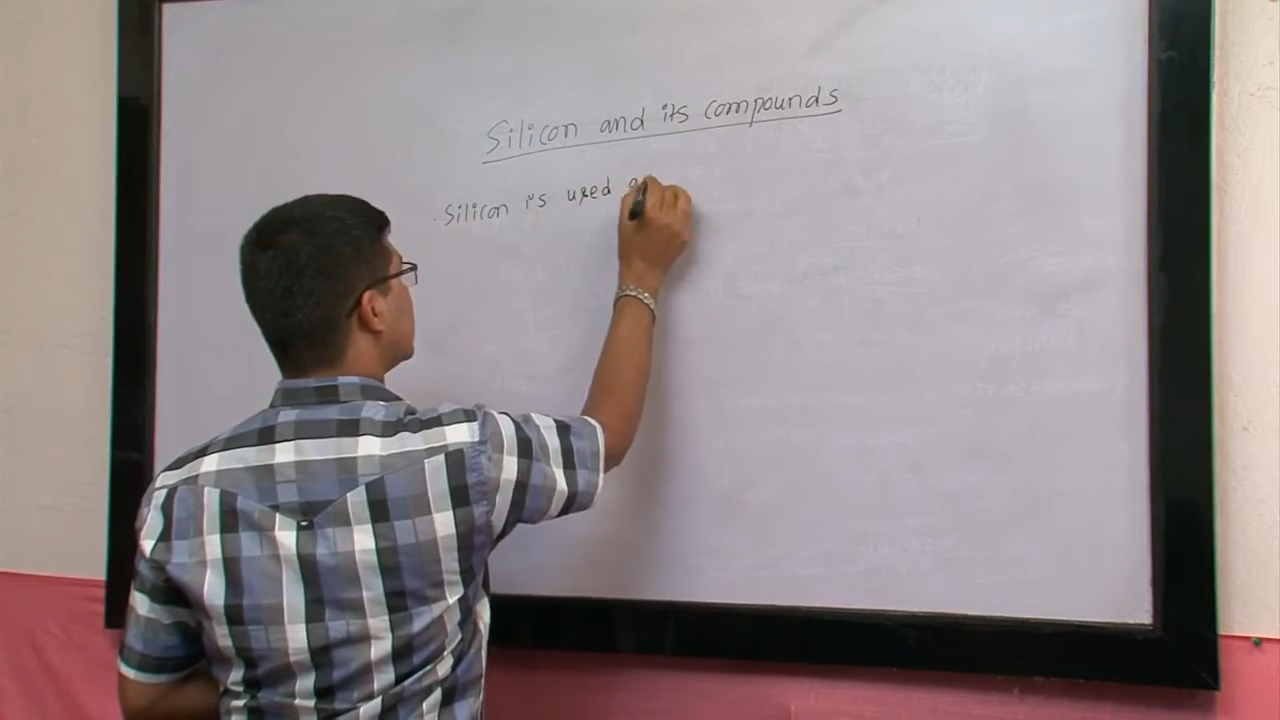 Silicon and its compounds
. Silicon is used